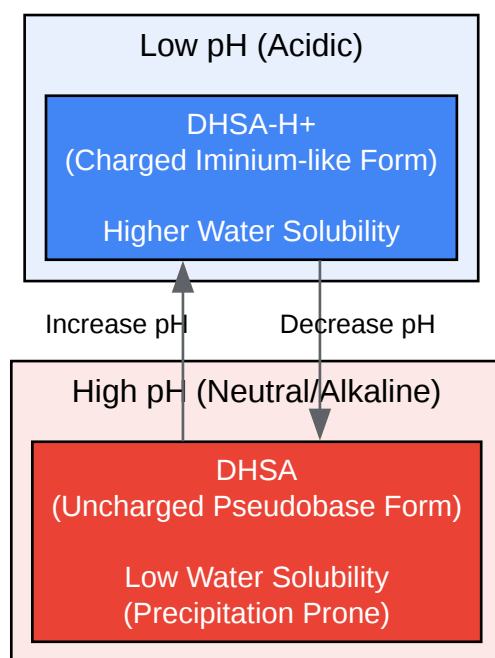 Low pH (Acidic)
DHSA-H+
(Charged Iminium-like Form)
Higher Water Solubility
Increase pH
Decrease pH
High pH (Neutral/Alkaline)
DHSA
(Uncharged Pseudobase Form)
Low Water Solubility
(Precipitation Prone)